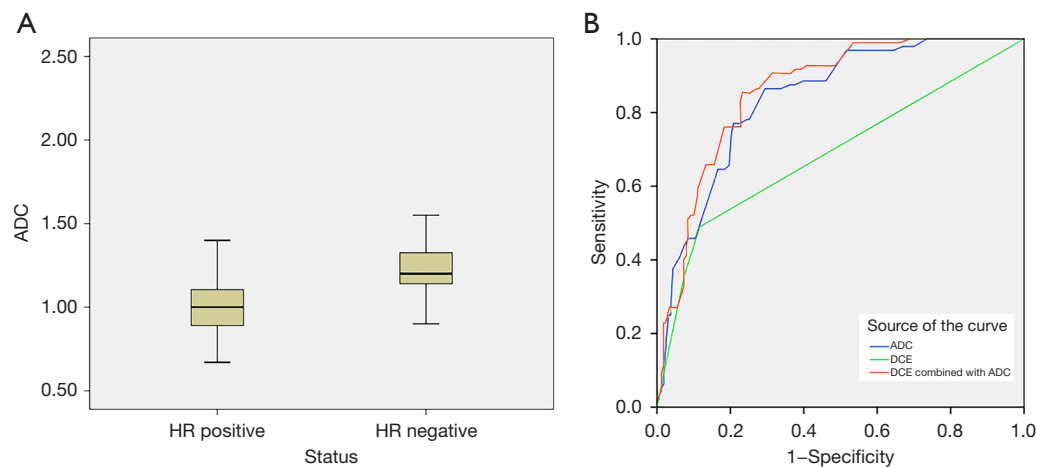 A
2.50
2.00
1.50
1.00
0.50
ADC
HR positive
HR negative
Status
B
1.0
0.8
0.6
0.4
0.2
0.0
Sensitivity
Source of the curve
ADC
DCE
DCE combined with ADC
0.0 0.2 0.4 0.6 0.8 1.0
1−Specificity